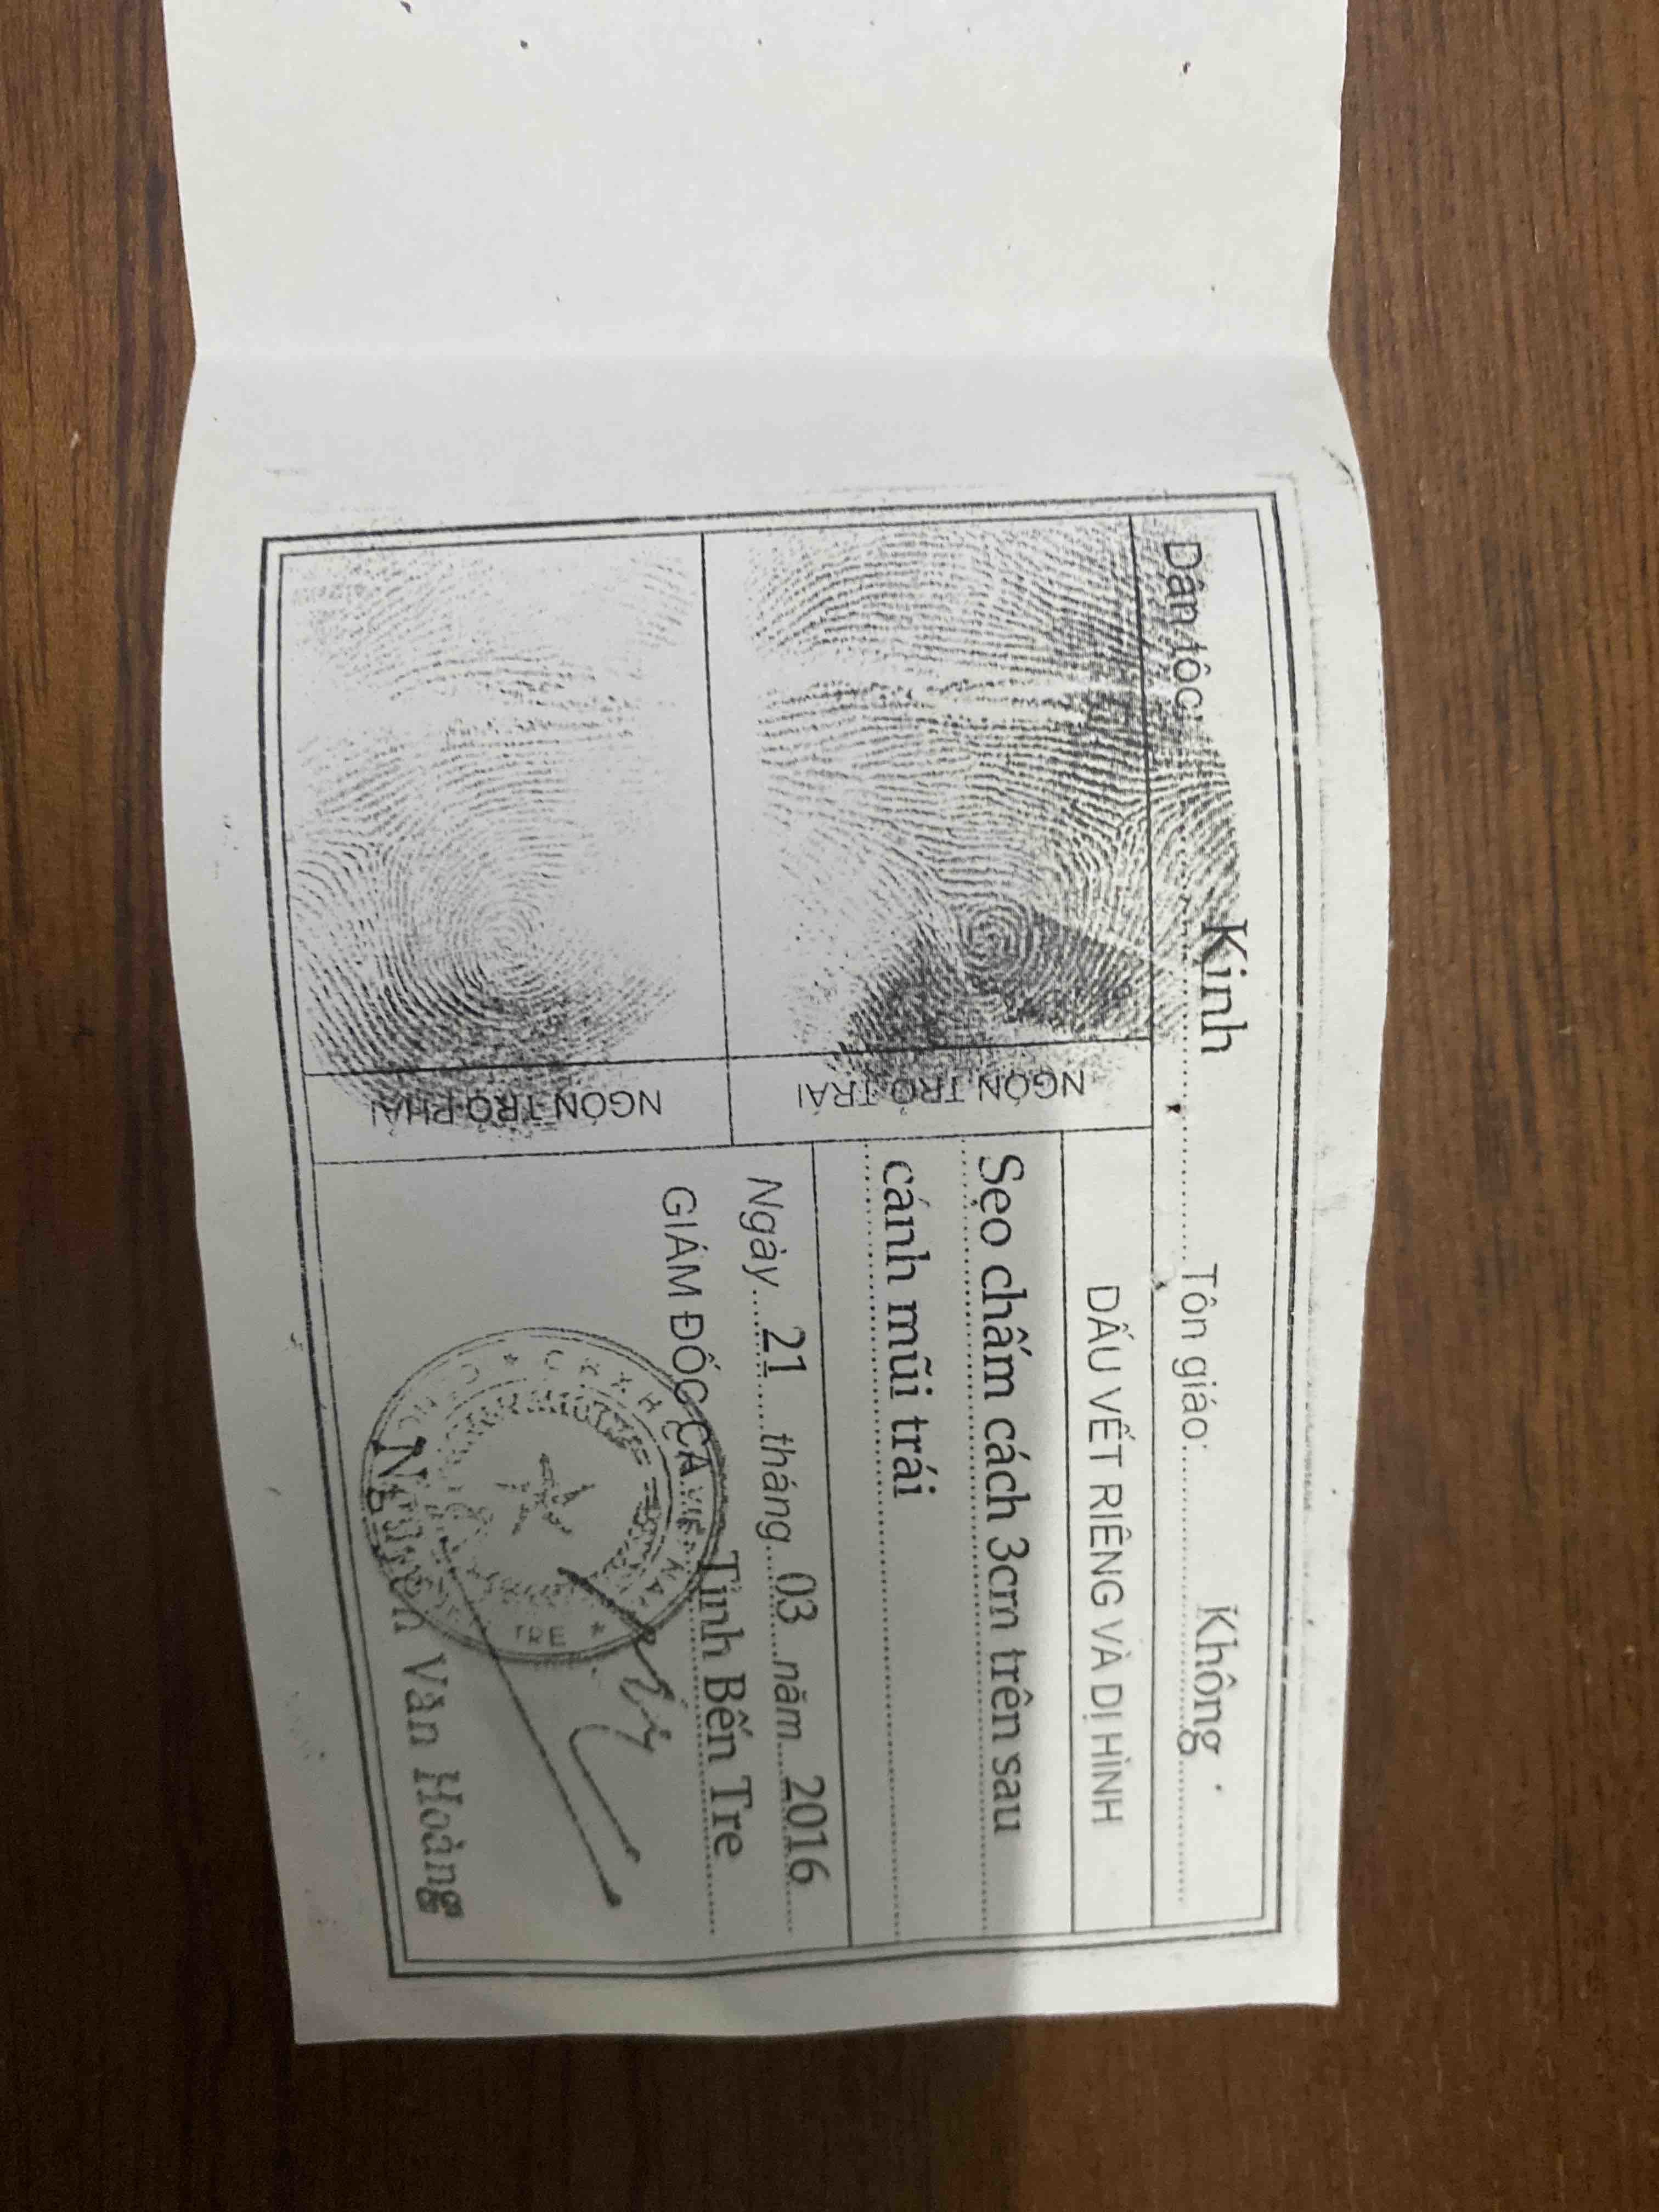 Dân tộc: Kinh Tôn giáo: Không
DẤU VẾT RIÊNG VÀ DỊ HÌNH
Sẹo chấm cách 3cm trên sau
cánh mũi trái
NGÓN TRỎ TRÁI
NGÓN TRỎ PHẢI
Ngày 21 tháng 03 năm 2016
GIÁM ĐỐC CA Tỉnh Bến Tre
TRE
Nguyễn Văn Hoàng